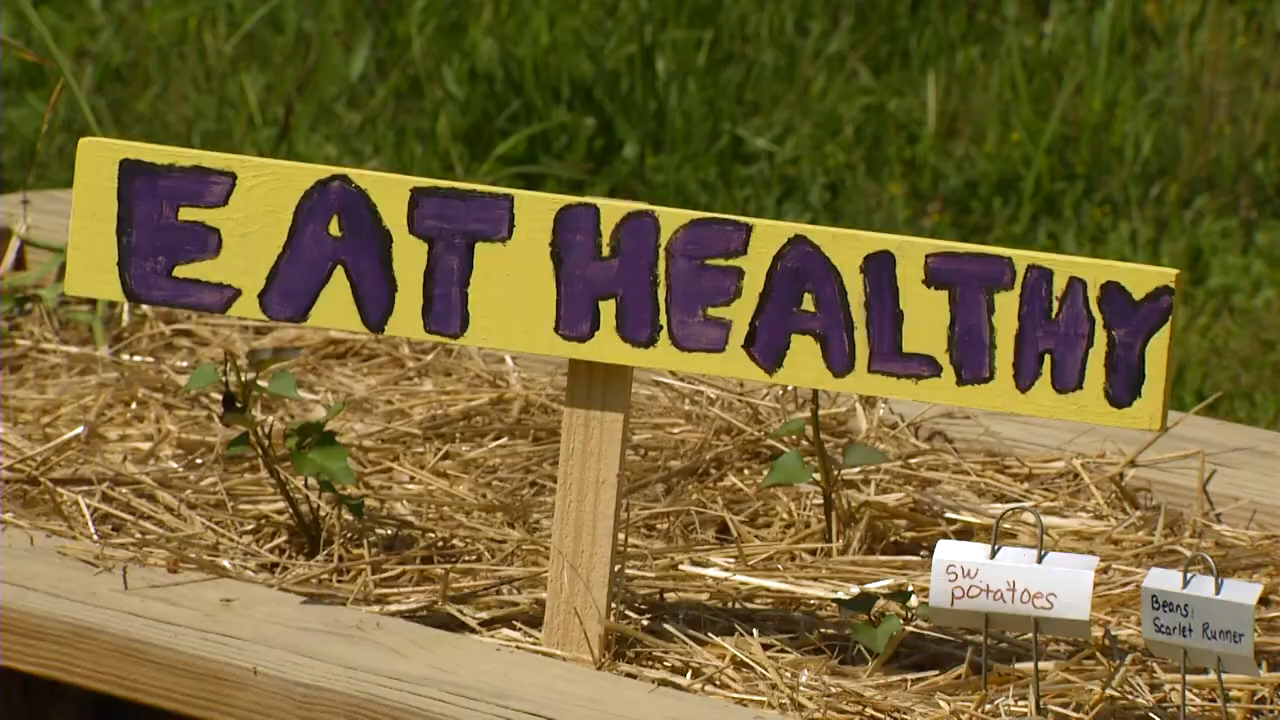 EAT HEALTHY
sw.
potatoes
Beans,
Scarlet Runner